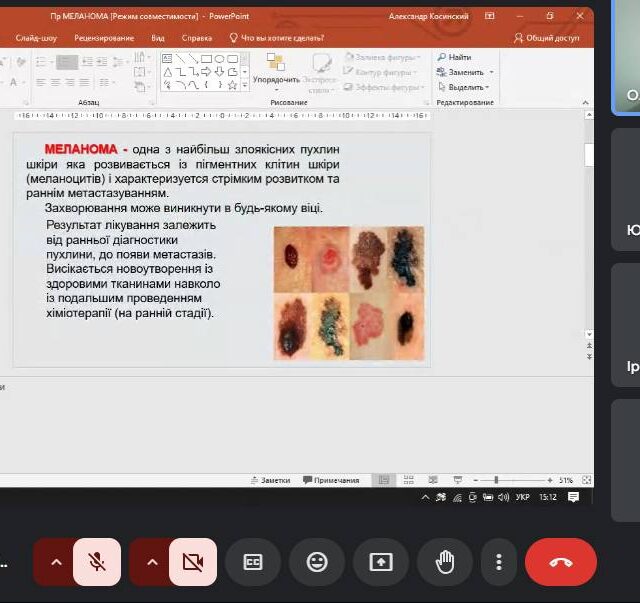 Пр МЕЛАНОМА [Режим совместимости] - PowerPoint
Александр Косинский
Слайд-шоу Рецензирование Вид Справка Что вы хотите сделать? Общий доступ
Заливка фигуры
Контур фигуры
Эффекты фигуры
Упорядочить Экспресс-стили
Найти
Заменить
Выделить
Абзац Рисование Редактирование
МЕЛАНОМА - одна з найбільш злоякісних пухлин
шкіри яка розвивається із пігментних клітин шкіри
(меланоцитів) і характеризуется стрімким розвитком та
раннім метастазуванням.
Захворювання може виникнути в будь-якому віці.
Результат лікування залежить
від ранньої діагностики
пухлини, до появи метастазів.
Висікається новоутворення із
здоровими тканинами навколо
із подальшим проведенням
хіміотерапії (на ранній стадії).
Заметки Примечания 51%
УКР 15:12